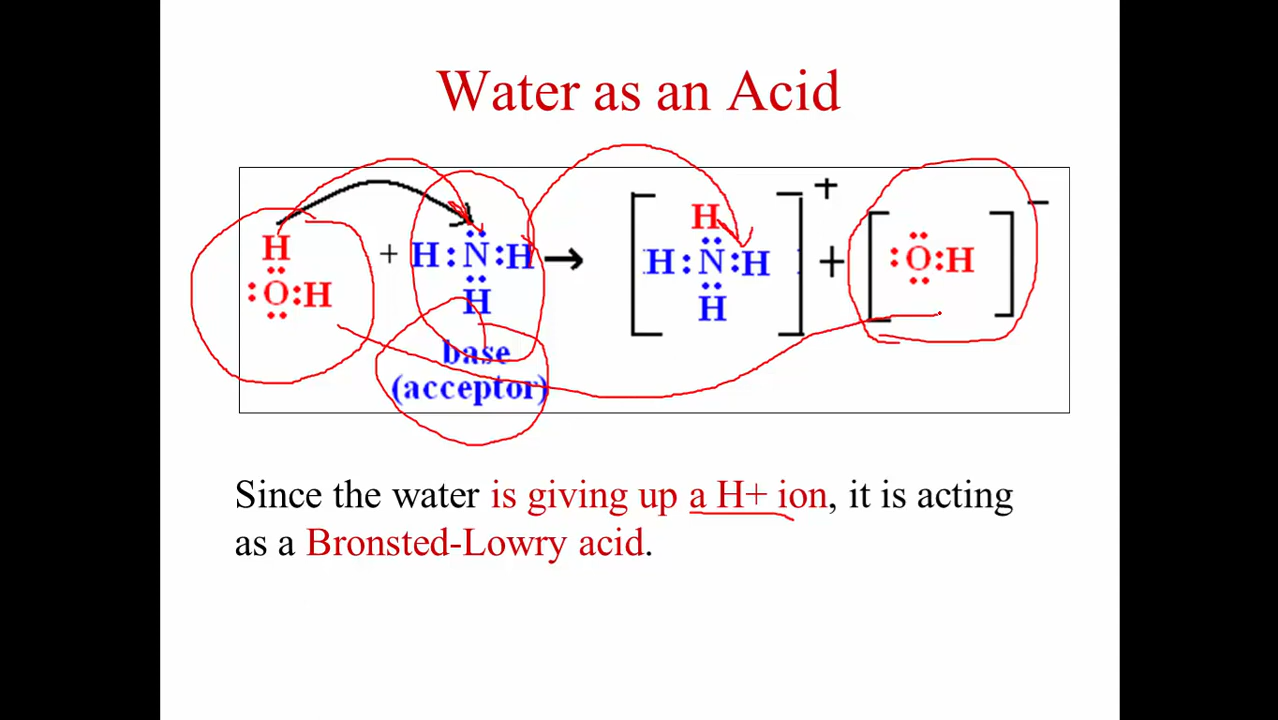 Water as an Acid
H H H
:O:H + H:N:H → [H:N:H]+ + [:O:H]−
H H
base
(acceptor)
Since the water is giving up a H+ ion, it is acting
as a Bronsted-Lowry acid.